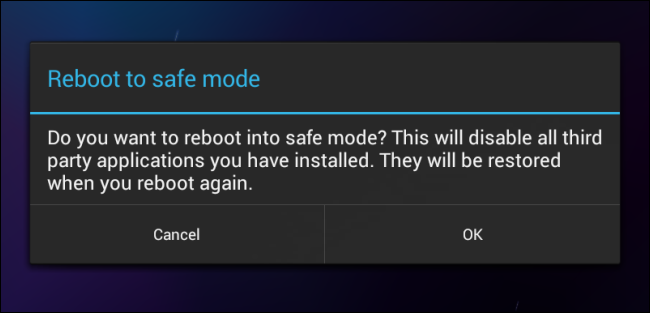 Reboot to safe mode
Do you want to reboot into safe mode? This will disable all third
party applications you have installed. They will be restored
when you reboot again.
Cancel
OK